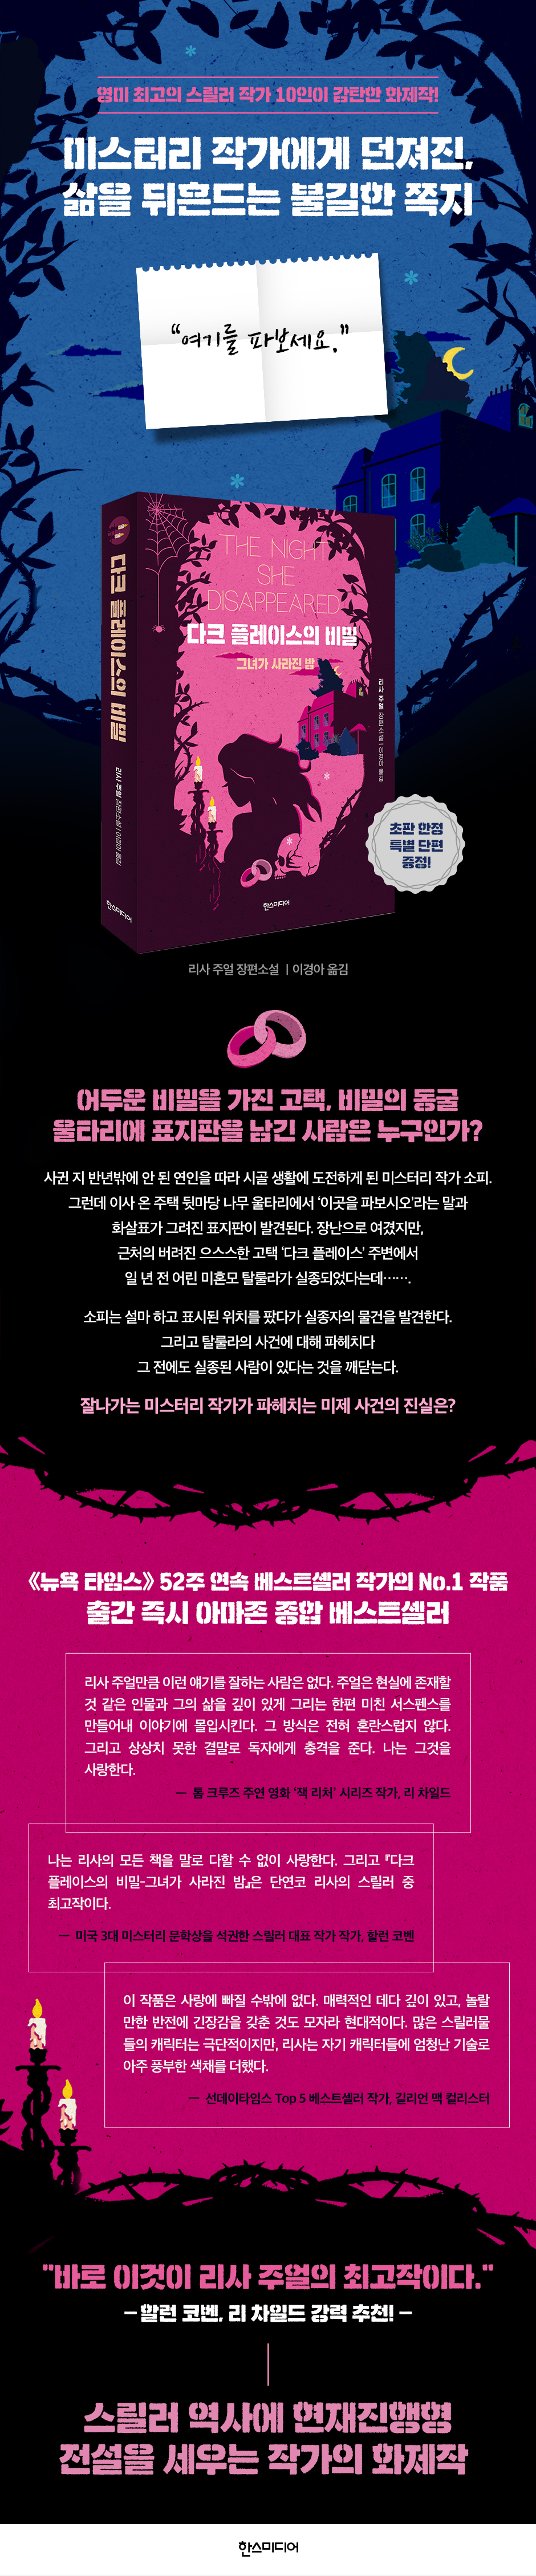 영미 최고의 스릴러 작가 10인이 감탄한 화제작!
미스터리 작가에게 던져진,
삶을 뒤흔드는 불길한 쪽지
“여기를 파보세요.”
THE NIGHT
SHE
DISAPPEARED
다크 플레이스의 비밀
그녀가 사라진 밤
리사 주얼 장편소설 | 이경아 옮김
한스미디어
다크 플레이스의 비밀
리사 주얼 장편소설 | 이경아 옮김
한스미디어
초판 한정
특별 단편
증정!
리사 주얼 장편소설 | 이경아 옮김
어두운 비밀을 가진 고택, 비밀의 동굴
울타리에 표지판을 남긴 사람은 누구인가?
사귄 지 반년밖에 안 된 연인을 따라 시골 생활에 도전하게 된 미스터리 작가 소피.
그런데 이사 온 주택 뒷마당 나무 울타리에서 ‘이곳을 파보시오’라는 말과
화살표가 그려진 표지판이 발견된다. 장난으로 여겼지만,
근처의 버려진 으스스한 고택 ‘다크 플레이스’ 주변에서
일 년 전 어린 미혼모 탈룰라가 실종되었다는데…….
소피는 설마 하고 표시된 위치를 팠다가 실종자의 물건을 발견한다.
그리고 탈룰라의 사건에 대해 파헤치다
그 전에도 실종된 사람이 있다는 것을 깨닫는다.
잘나가는 미스터리 작가가 파헤치는 미제 사건의 진실은?
《뉴욕 타임스》 52주 연속 베스트셀러 작가의 No.1 작품
출간 즉시 아마존 종합 베스트셀러
리사 주얼만큼 이런 얘기를 잘하는 사람은 없다. 주얼은 현실에 존재할
것 같은 인물과 그의 삶을 깊이 있게 그리는 한편 미친 서스펜스를
만들어내 이야기에 몰입시킨다. 그 방식은 전혀 혼란스럽지 않다.
그리고 상상치 못한 결말로 독자에게 충격을 준다. 나는 그것을
사랑한다.
― 톰 크루즈 주연 영화 ‘잭 리처’ 시리즈 작가, 리 차일드
나는 리사의 모든 책을 말로 다할 수 없이 사랑한다. 그리고 『다크
플레이스의 비밀-그녀가 사라진 밤』은 단연코 리사의 스릴러 중
최고작이다.
― 미국 3대 미스터리 문학상을 석권한 스릴러 대표 작가 작가, 할런 코벤
이 작품은 사랑에 빠질 수밖에 없다. 매력적인 데다 깊이 있고, 놀랄
만한 반전에 긴장감을 갖춘 것도 모자라 현대적이다. 많은 스릴러물
들의 캐릭터는 극단적이지만, 리사는 자기 캐릭터들에 엄청난 기술로
아주 풍부한 색채를 더했다.
― 선데이타임스 Top 5 베스트셀러 작가, 길리언 맥 컬리스터
"바로 이것이 리사 주얼의 최고작이다."
– 할런 코벤, 리 차일드 강력 추천! –
스릴러 역사에 현재진행형
전설을 세우는 작가의 화제작
한스미디어